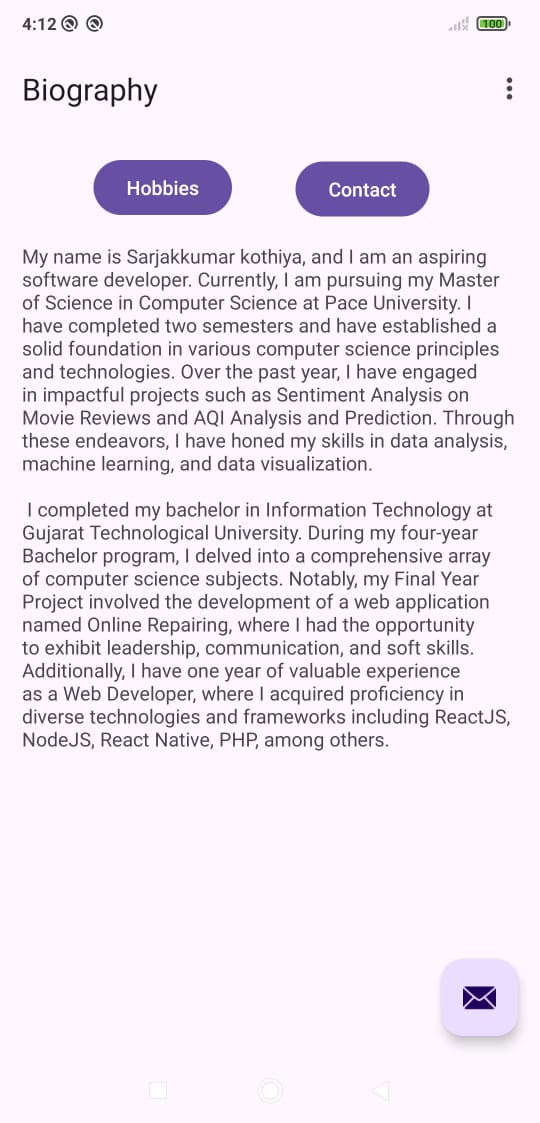 4:12
100
Biography
Hobbies
Contact
My name is Sarjakkumar kothiya, and I am an aspiring
software developer. Currently, I am pursuing my Master
of Science in Computer Science at Pace University. I
have completed two semesters and have established a
solid foundation in various computer science principles
and technologies. Over the past year, I have engaged
in impactful projects such as Sentiment Analysis on
Movie Reviews and AQI Analysis and Prediction. Through
these endeavors, I have honed my skills in data analysis,
machine learning, and data visualization.
I completed my bachelor in Information Technology at
Gujarat Technological University. During my four-year
Bachelor program, I delved into a comprehensive array
of computer science subjects. Notably, my Final Year
Project involved the development of a web application
named Online Repairing, where I had the opportunity
to exhibit leadership, communication, and soft skills.
Additionally, I have one year of valuable experience
as a Web Developer, where I acquired proficiency in
diverse technologies and frameworks including ReactJS,
NodeJS, React Native, PHP, among others.